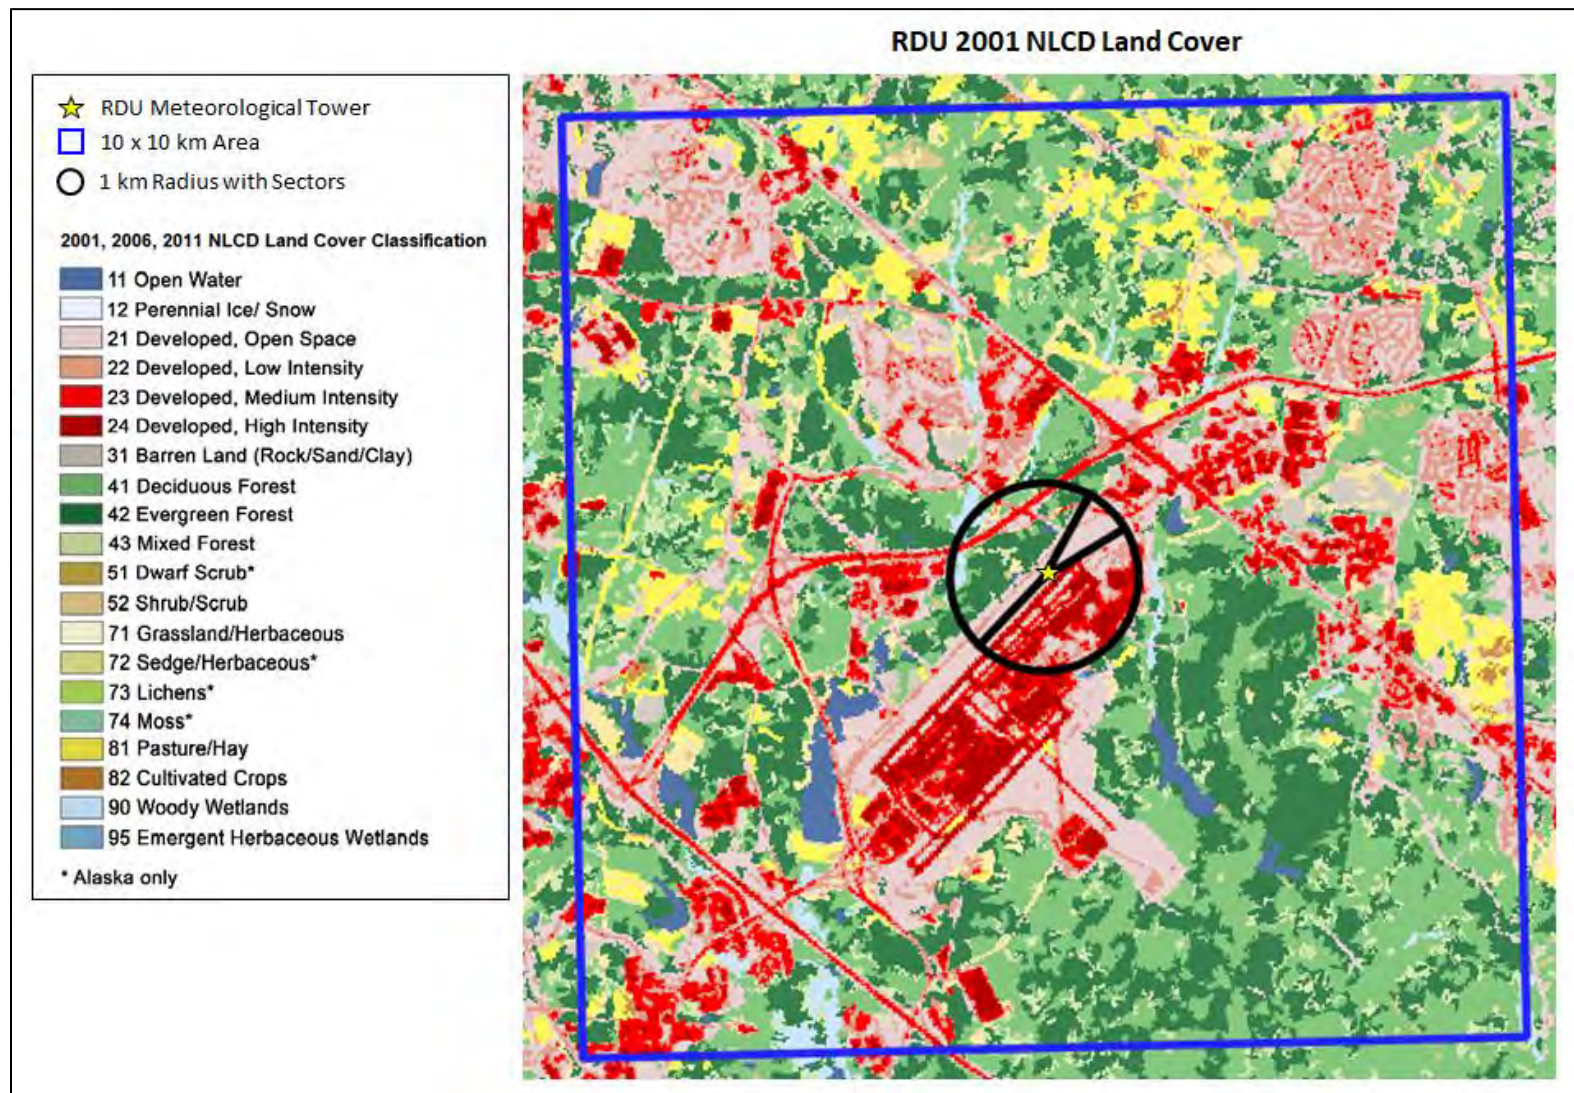 RDU 2001 NLCD Land Cover
RDU Meteorological Tower
10 x 10 km Area
1 km Radius with Sectors
2001, 2006, 2011 NLCD Land Cover Classification
11 Open Water
12 Perennial Ice/ Snow
21 Developed, Open Space
22 Developed, Low Intensity
23 Developed, Medium Intensity
24 Developed, High Intensity
31 Barren Land (Rock/Sand/Clay)
41 Deciduous Forest
42 Evergreen Forest
43 Mixed Forest
51 Dwarf Scrub*
52 Shrub/Scrub
71 Grassland/Herbaceous
72 Sedge/Herbaceous*
73 Lichens*
74 Moss*
81 Pasture/Hay
82 Cultivated Crops
90 Woody Wetlands
95 Emergent Herbaceous Wetlands
* Alaska only